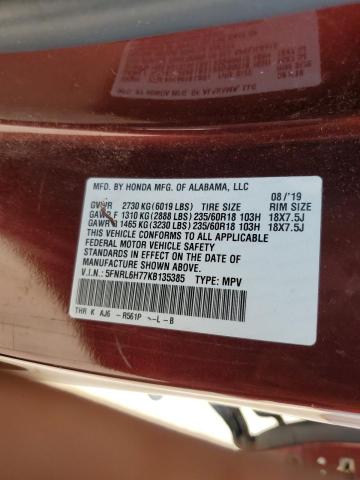 MFD. BY HONDA MFG. OF ALABAMA, LLC 08/'19
GVWR 2730 KG (6019 LBS) TIRE SIZE RIM SIZE
GAWR F 1310 KG (2888 LBS) 235/60R18 103H 18X7.5J
GAWR R 1465 KG (3230 LBS) 235/60R18 103H 18X7.5J
THIS VEHICLE CONFORMS TO ALL APPLICABLE
FEDERAL MOTOR VEHICLE SAFETY
STANDARDS IN EFFECT ON THE DATE OF
MANUFACTURE SHOWN ABOVE.
V.I.N.: 5FNRL6H77KB135385 TYPE: MPV
THR K AJ6 - R561P -L - B